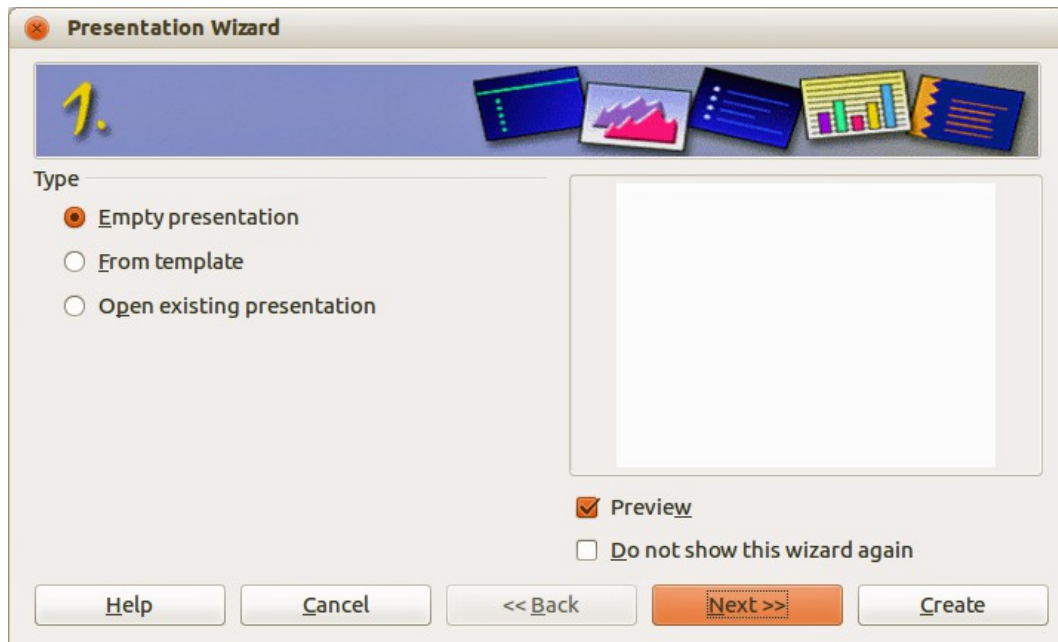 Presentation Wizard
1.
Type
Empty presentation
From template
Open existing presentation
Preview
Do not show this wizard again
Help
Cancel
<< Back
Next >>
Create